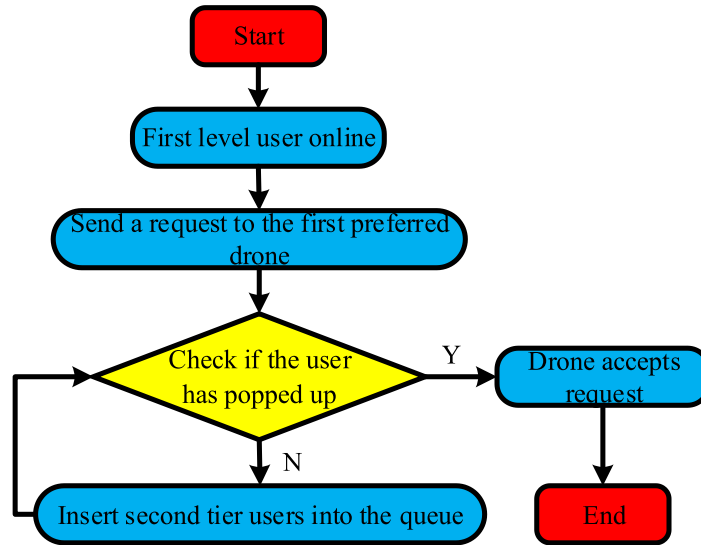 Start
First level user online
Send a request to the first preferred
drone
Check if the user
has popped up
Y
Drone accepts
request
N
Insert second tier users into the queue
End